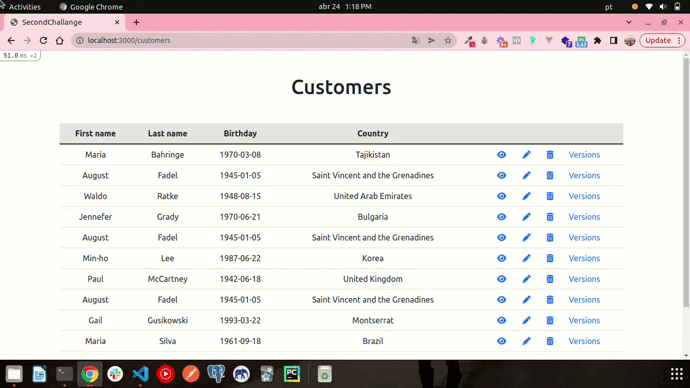 Activities Google Chrome abr 24 1:18 PM pt
SecondChallange
localhost:3000/customers Update
51.0 ms ×2
Customers
First name Last name Birthday Country
Maria Bahringe 1970-03-08 Tajikistan Versions
August Fadel 1945-01-05 Saint Vincent and the Grenadines Versions
Waldo Ratke 1948-08-15 United Arab Emirates Versions
Jennefer Grady 1970-06-21 Bulgaria Versions
August Fadel 1945-01-05 Saint Vincent and the Grenadines Versions
Min-ho Lee 1987-06-22 Korea Versions
Paul McCartney 1942-06-18 United Kingdom Versions
August Fadel 1945-01-05 Saint Vincent and the Grenadines Versions
Gail Gusikowski 1993-03-22 Montserrat Versions
Maria Silva 1961-09-18 Brazil Versions